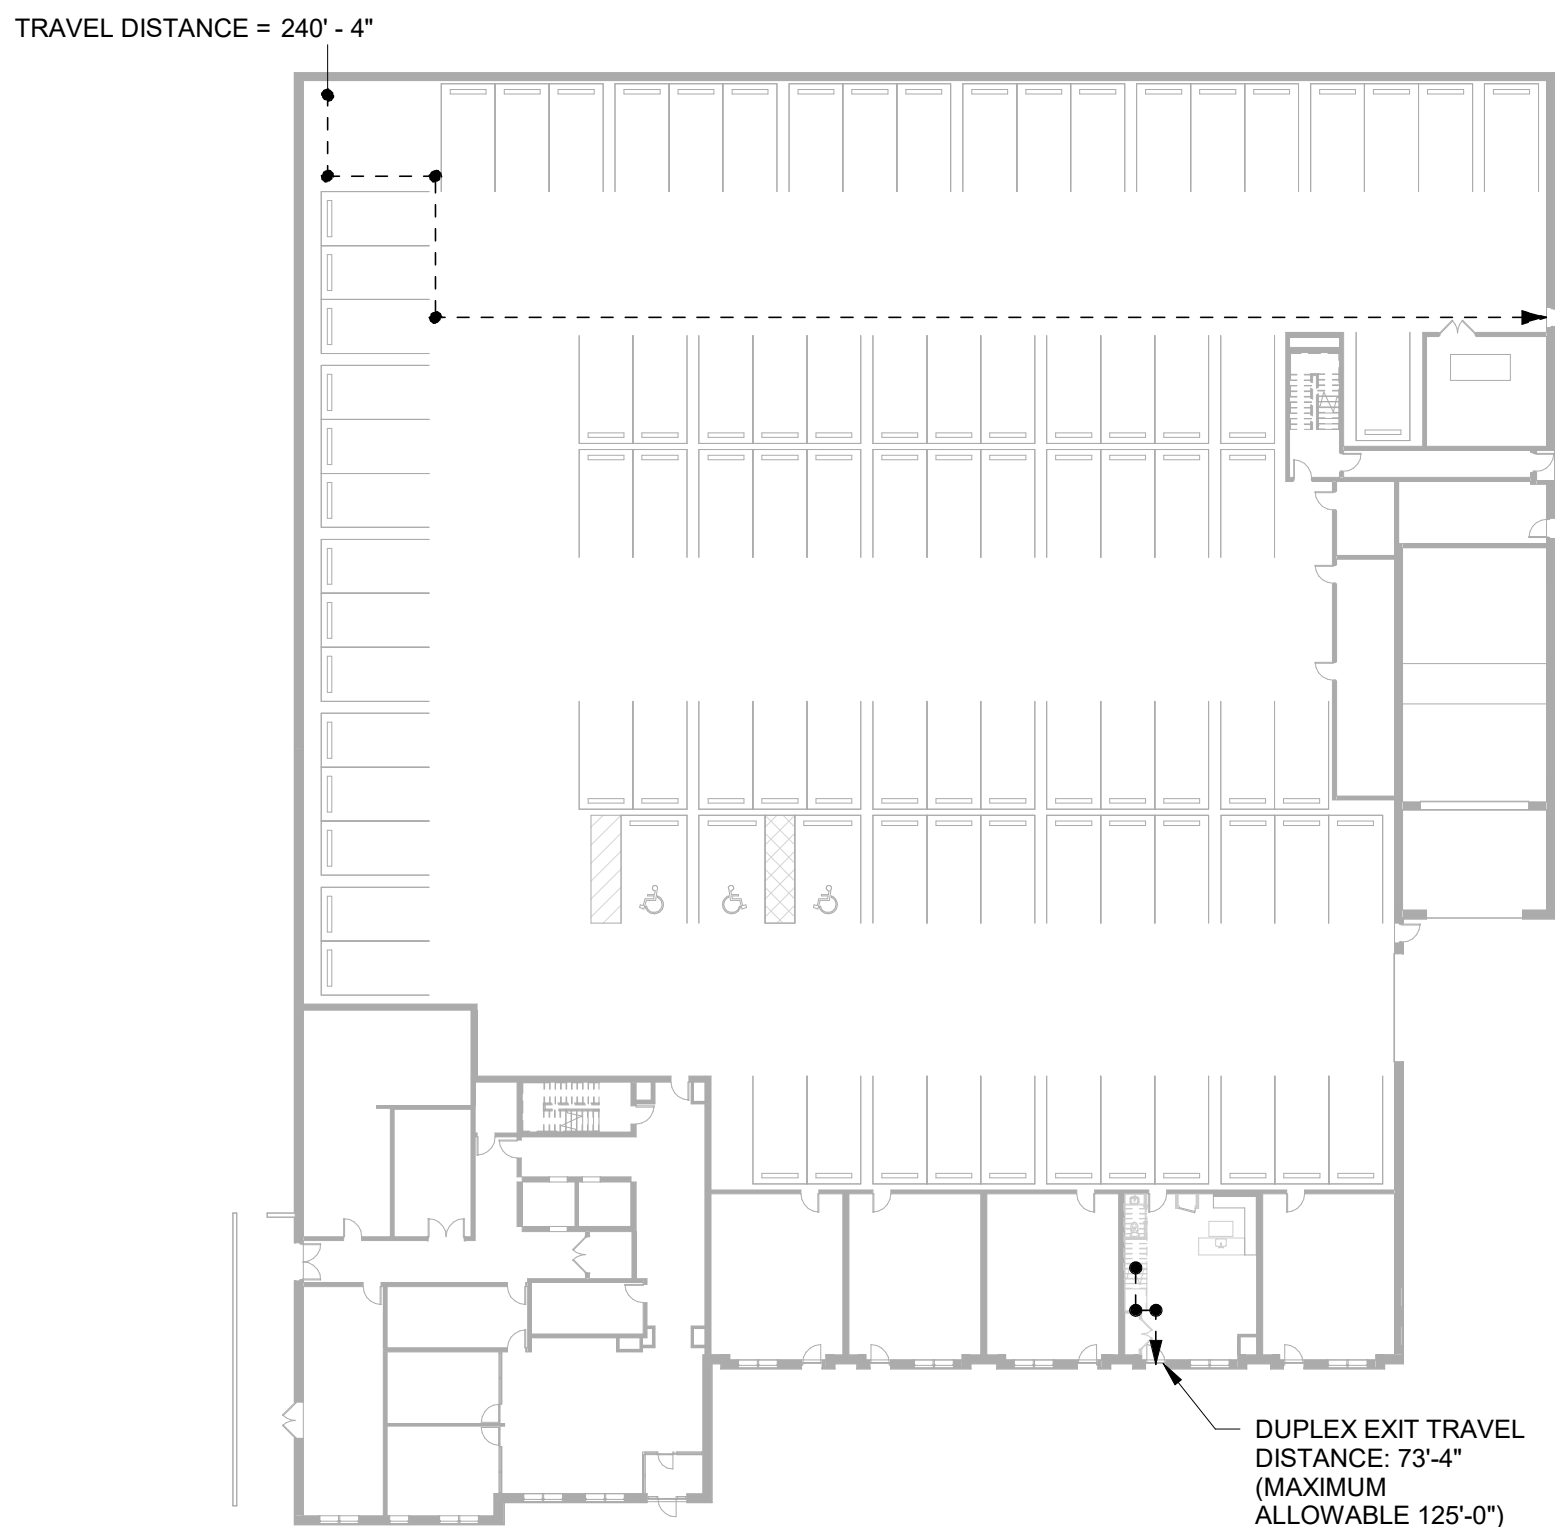 TRAVEL DISTANCE = 240' - 4"
DUPLEX EXIT TRAVEL
DISTANCE: 73'-4"
(MAXIMUM
ALLOWABLE 125'-0")